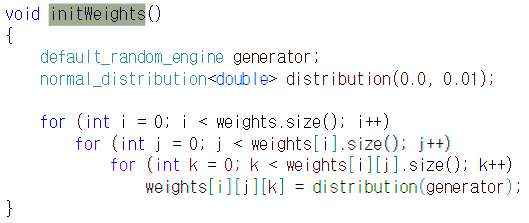 void initWeights()
{
    default_random_engine generator;
    normal_distribution<double> distribution(0.0, 0.01);

    for (int i = 0; i < weights.size(); i++)
        for (int j = 0; j < weights[i].size(); j++)
            for (int k = 0; k < weights[i][j].size(); k++)
                weights[i][j][k] = distribution(generator);
}